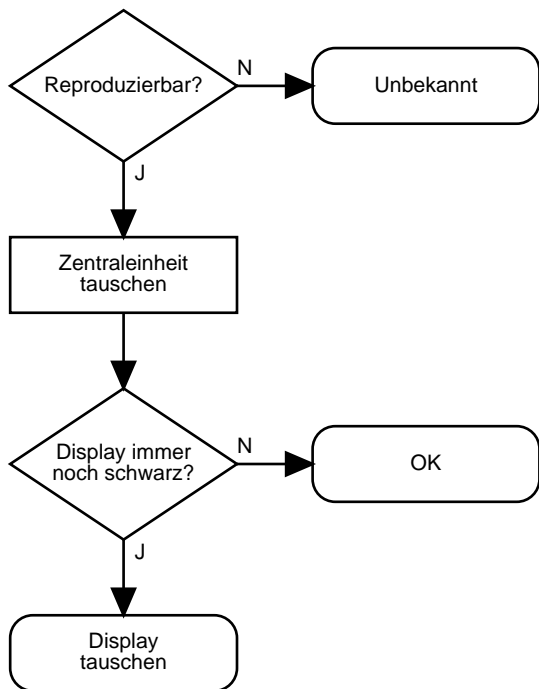 Reproduzierbar?
N
Unbekannt
J
Zentraleinheit
tauschen
Display immer
noch schwarz?
N
OK
J
Display
tauschen